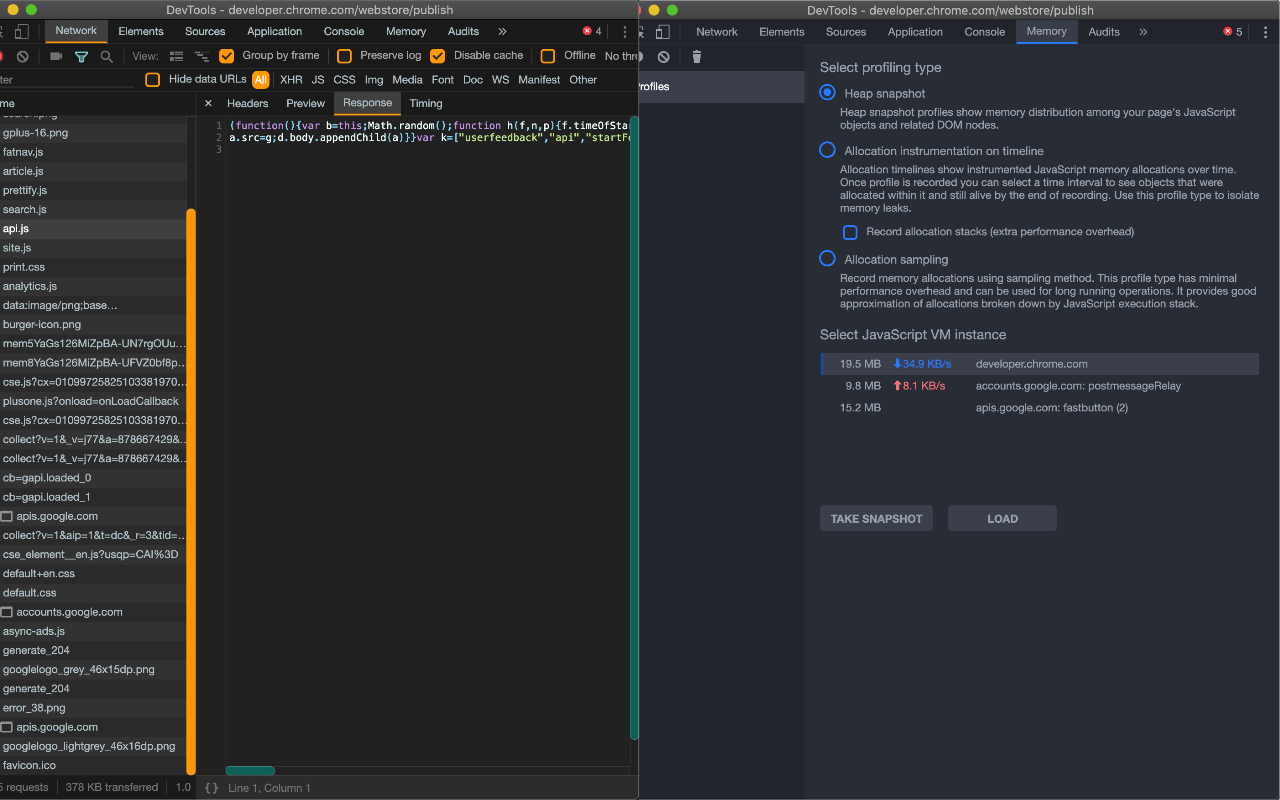 DevTools - developer.chrome.com/webstore/publish
Network Elements Sources Application Console Memory Audits » 4
View: Group by frame Preserve log Disable cache Offline No thro
Hide data URLs All XHR JS CSS Img Media Font Doc WS Manifest Other
× Headers Preview Response Timing
gplus-16.png
fatnav.js
article.js
prettify.js
search.js
api.js
site.js
print.css
analytics.js
data:image/png;base…
burger-icon.png
mem5YaGs126MiZpBA-UN7rgOUu…
mem8YaGs126MiZpBA-UFVZ0bf8p…
cse.js?cx=01099725825103381970…
plusone.js?onload=onLoadCallback
cse.js?cx=01099725825103381970…
collect?v=1&_v=j77&a=878667429&…
collect?v=1&_v=j77&a=878667429&…
cb=gapi.loaded_0
cb=gapi.loaded_1
apis.google.com
collect?v=1&aip=1&t=dc&_r=3&tid=…
cse_element__en.js?usqp=CAI%3D
default+en.css
default.css
accounts.google.com
async-ads.js
generate_204
googlelogo_grey_46x15dp.png
generate_204
error_38.png
apis.google.com
googlelogo_lightgrey_46x16dp.png
favicon.ico
requests 378 KB transferred 1.0
1 (function(){var b=this;Math.random();function h(f,n,p){f.timeOfSta
2 a.src=g;d.body.appendChild(a)}}var k=["userfeedback","api","startFe
3
{} Line 1, Column 1
DevTools - developer.chrome.com/webstore/publish
Network Elements Sources Application Console Memory Audits » 5
rofiles
Select profiling type
Heap snapshot
Heap snapshot profiles show memory distribution among your page's JavaScript
objects and related DOM nodes.
Allocation instrumentation on timeline
Allocation timelines show instrumented JavaScript memory allocations over time.
Once profile is recorded you can select a time interval to see objects that were
allocated within it and still alive by the end of recording. Use this profile type to isolate
memory leaks.
Record allocation stacks (extra performance overhead)
Allocation sampling
Record memory allocations using sampling method. This profile type has minimal
performance overhead and can be used for long running operations. It provides good
approximation of allocations broken down by JavaScript execution stack.
Select JavaScript VM instance
19.5 MB 34.9 KB/s developer.chrome.com
9.8 MB 8.1 KB/s accounts.google.com: postmessageRelay
15.2 MB apis.google.com: fastbutton (2)
TAKE SNAPSHOT LOAD